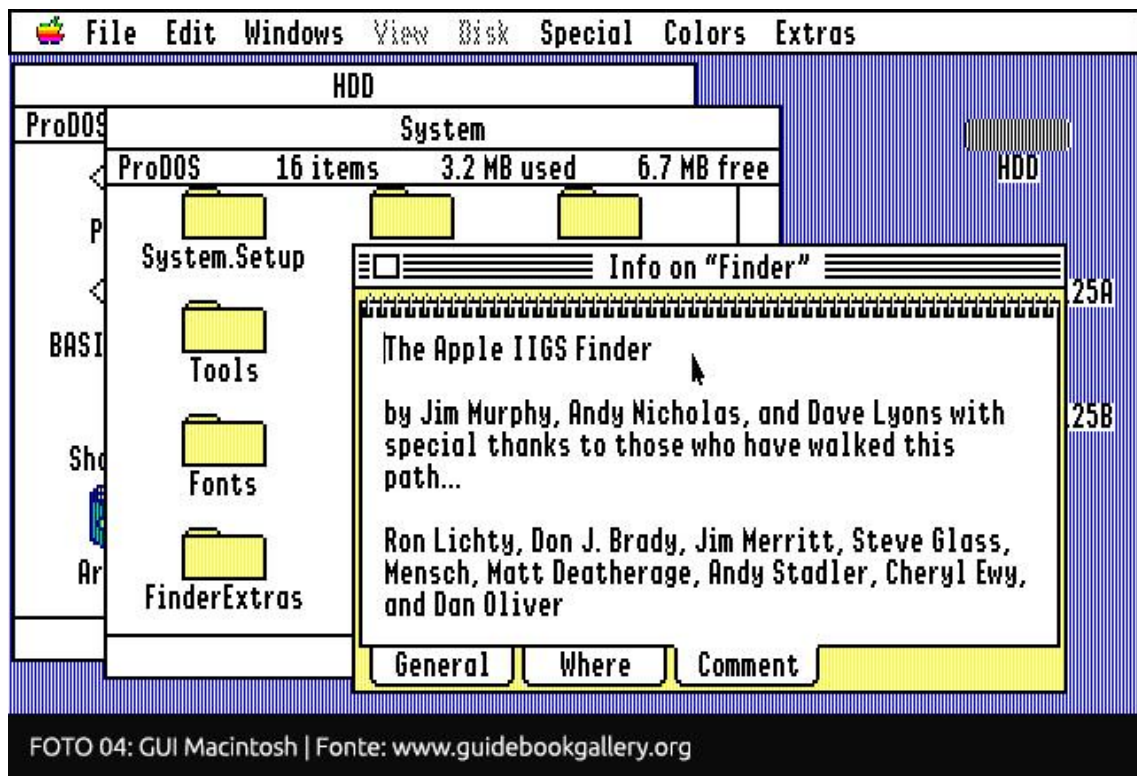 File Edit Windows View Disk Special Colors Extras
HDD
ProDOS
System
ProDOS 16 items 3.2 MB used 6.7 MB free
HDD
System.Setup
Info on “Finder”
.25A
BASI
Tools
The Apple IIGS Finder
by Jim Murphy, Andy Nicholas, and Dave Lyons with
special thanks to those who have walked this
path...
.25B
Fonts
Ron Lichty, Don J. Brady, Jim Merritt, Steve Glass,
Mensch, Matt Deatherage, Andy Stadler, Cheryl Ewy,
and Dan Oliver
Ar
FinderExtras
General Where Comment
FOTO 04: GUI Macintosh | Fonte: www.guidebookgallery.org